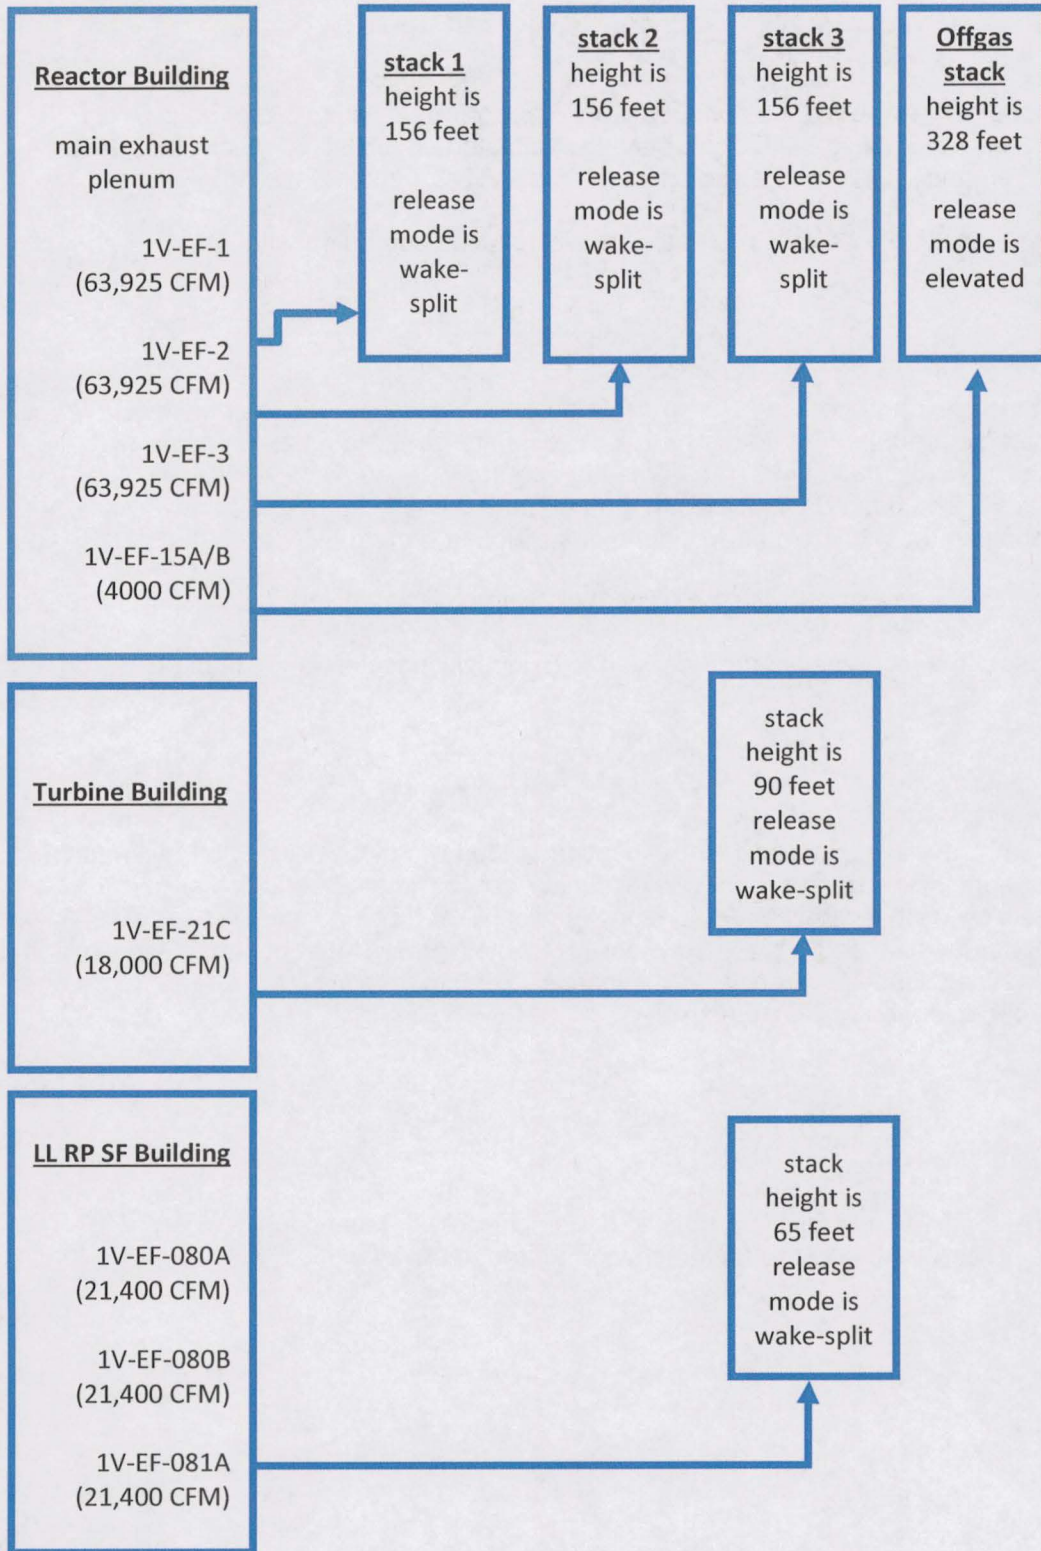 Reactor Building
main exhaust
plenum
1V-EF-1
(63,925 CFM)
1V-EF-2
(63,925 CFM)
1V-EF-3
(63,925 CFM)
1V-EF-15A/B
(4000 CFM)
stack 1
height is
156 feet
release
mode is
wake-
split
stack 2
height is
156 feet
release
mode is
wake-
split
stack 3
height is
156 feet
release
mode is
wake-
split
Offgas
stack
height is
328 feet
release
mode is
elevated
Turbine Building
1V-EF-21C
(18,000 CFM)
stack
height is
90 feet
release
mode is
wake-split
LL RP SF Building
1V-EF-080A
(21,400 CFM)
1V-EF-080B
(21,400 CFM)
1V-EF-081A
(21,400 CFM)
stack
height is
65 feet
release
mode is
wake-split